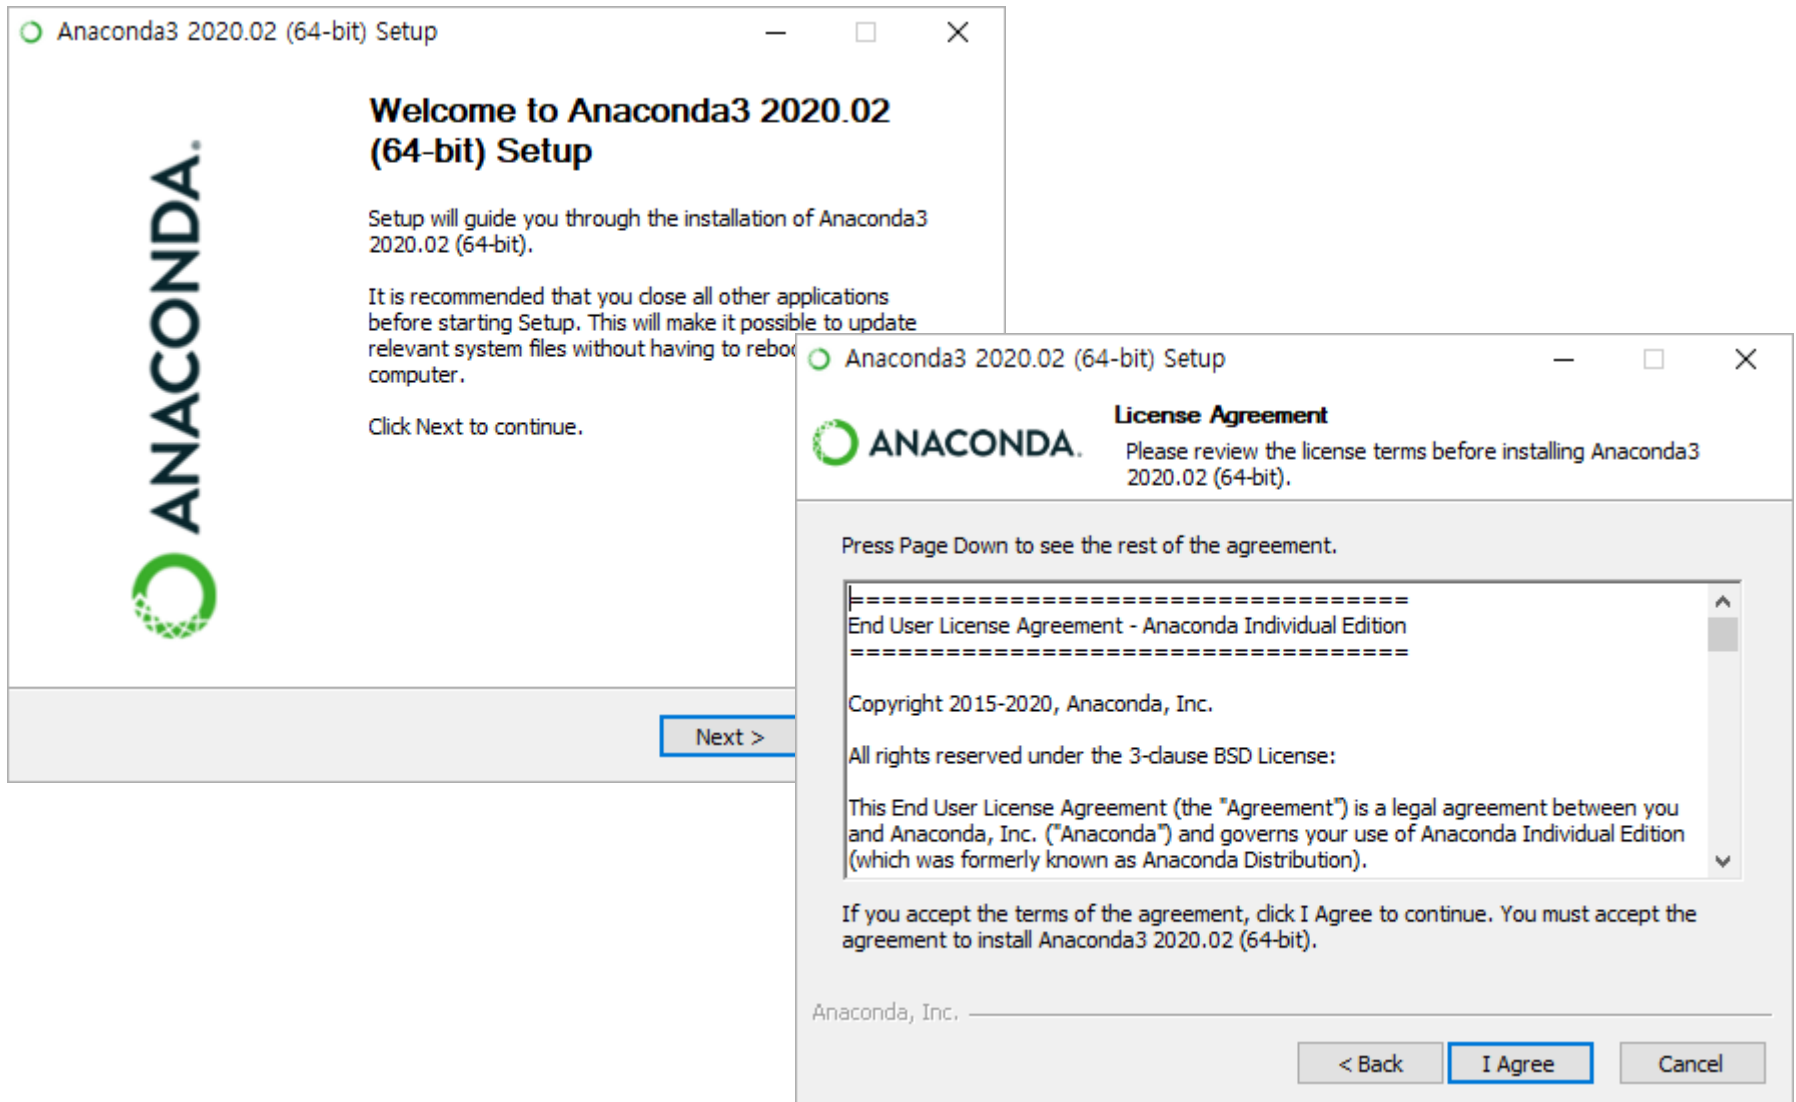 Anaconda3 2020.02 (64-bit) Setup
ANACONDA.
Welcome to Anaconda3 2020.02
(64-bit) Setup
Setup will guide you through the installation of Anaconda3
2020.02 (64-bit).
It is recommended that you close all other applications
before starting Setup. This will make it possible to update
relevant system files without having to
computer.
Click Next to continue.
Next >
Anaconda3 2020.02 (64-bit) Setup
ANACONDA.
License Agreement
Please review the license terms before installing Anaconda3
2020.02 (64-bit).
Press Page Down to see the rest of the agreement.
===================================
End User License Agreement - Anaconda Individual Edition
===================================
Copyright 2015-2020, Anaconda, Inc.
All rights reserved under the 3-clause BSD License:
This End User License Agreement (the "Agreement") is a legal agreement between you
and Anaconda, Inc. ("Anaconda") and governs your use of Anaconda Individual Edition
(which was formerly known as Anaconda Distribution).
If you accept the terms of the agreement, click I Agree to continue. You must accept the
agreement to install Anaconda3 2020.02 (64-bit).
Anaconda, Inc.
< Back
I Agree
Cancel